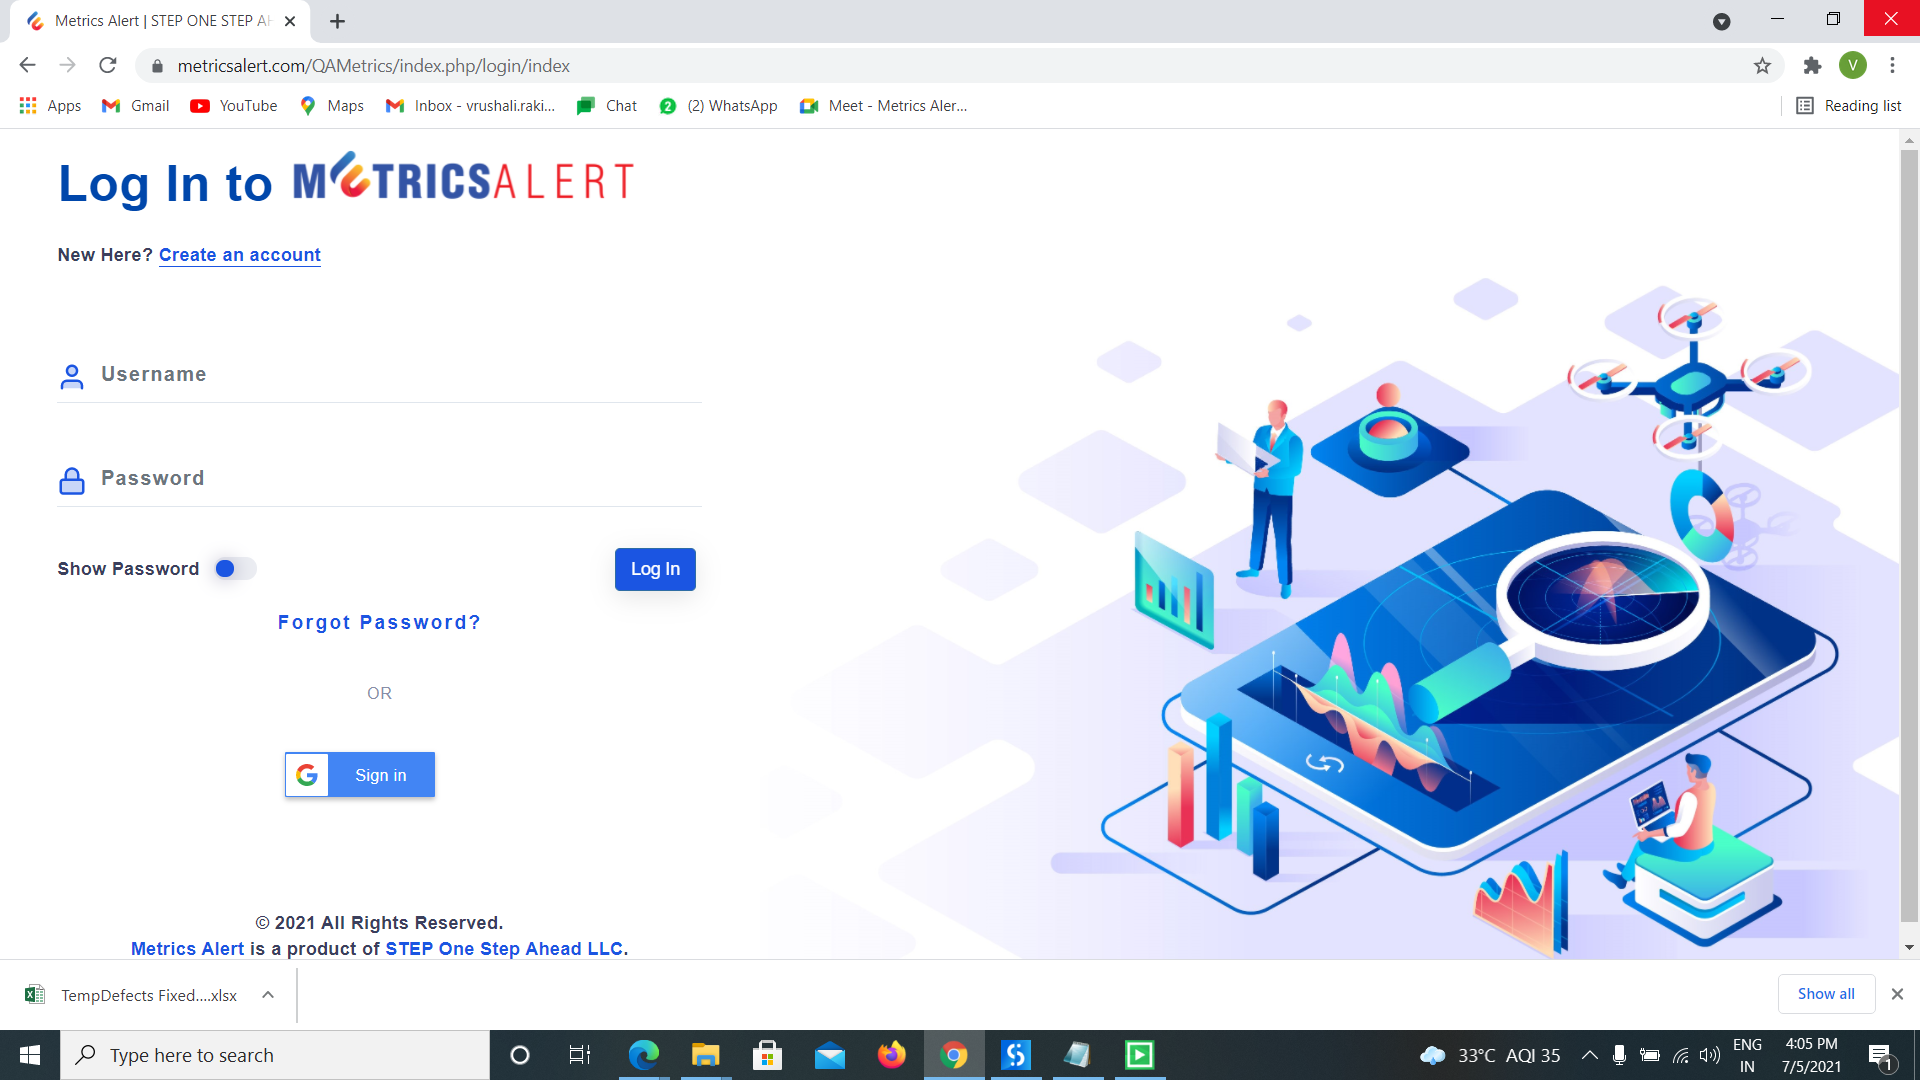 Metrics Alert | STEP ONE STEP AH
metricsalert.com/QAMetrics/index.php/login/index
V
Apps Gmail YouTube Maps Inbox - vrushali.raki... Chat 2 (2) WhatsApp Meet - Metrics Aler... Reading list
Log In to METRICSALERT
New Here? Create an account
Username
Password
Show Password Log In
Forgot Password?
OR
Sign in
© 2021 All Rights Reserved.
Metrics Alert is a product of STEP One Step Ahead LLC.
TempDefects Fixed....xlsx Show all
Type here to search 33°C AQI 35 ENG IN 4:05 PM 7/5/2021 1